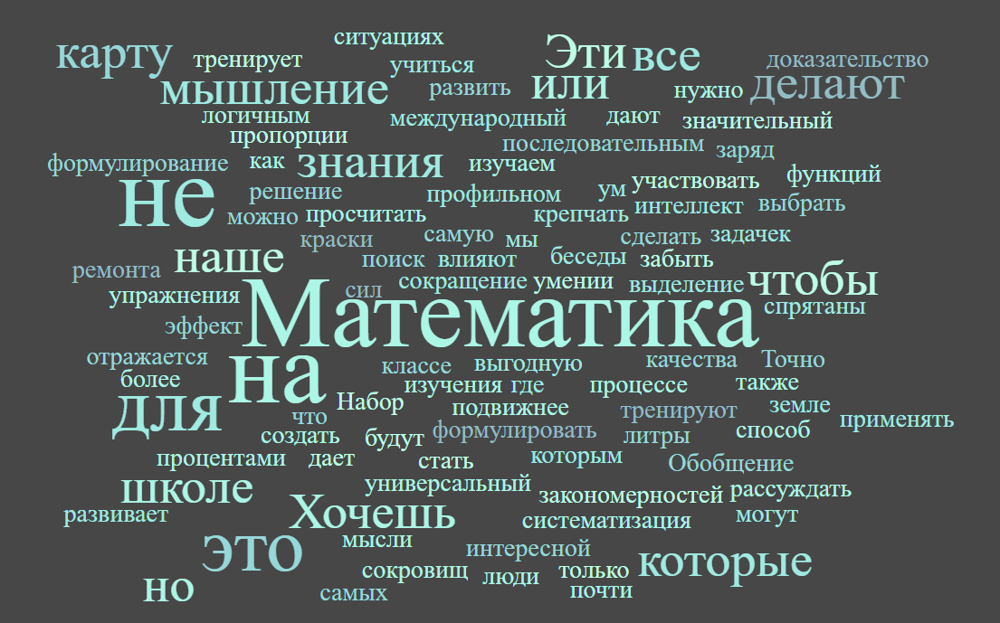 ситуациях
карту тренирует учиться Эти все доказательство
мышление развить или нужно делают
логичным международный дают значительный
пропорции последовательным заряд
формулирование как знания изучаем функций
не решение профильном ум участвовать
можно просчитать крепчать интеллект выбрать
краски самую мы сделать задачек
ремонта наше поиск влияют беседы забыть
упражнения сил сокращение умении выделение чтобы
эффект Математика спрятаны
отражается на классе выгодную качества Точно
более изучения где процессе также
для Набор подвижнее тренируют земле
что формулировать литры способ применять
создать будут
процентами дает стать которым Обобщение
школе универсальный закономерностей рассуждать
развивает Хочешь систематизация могут
это мысли интересной которые
но сокровищ люди только
самых почти